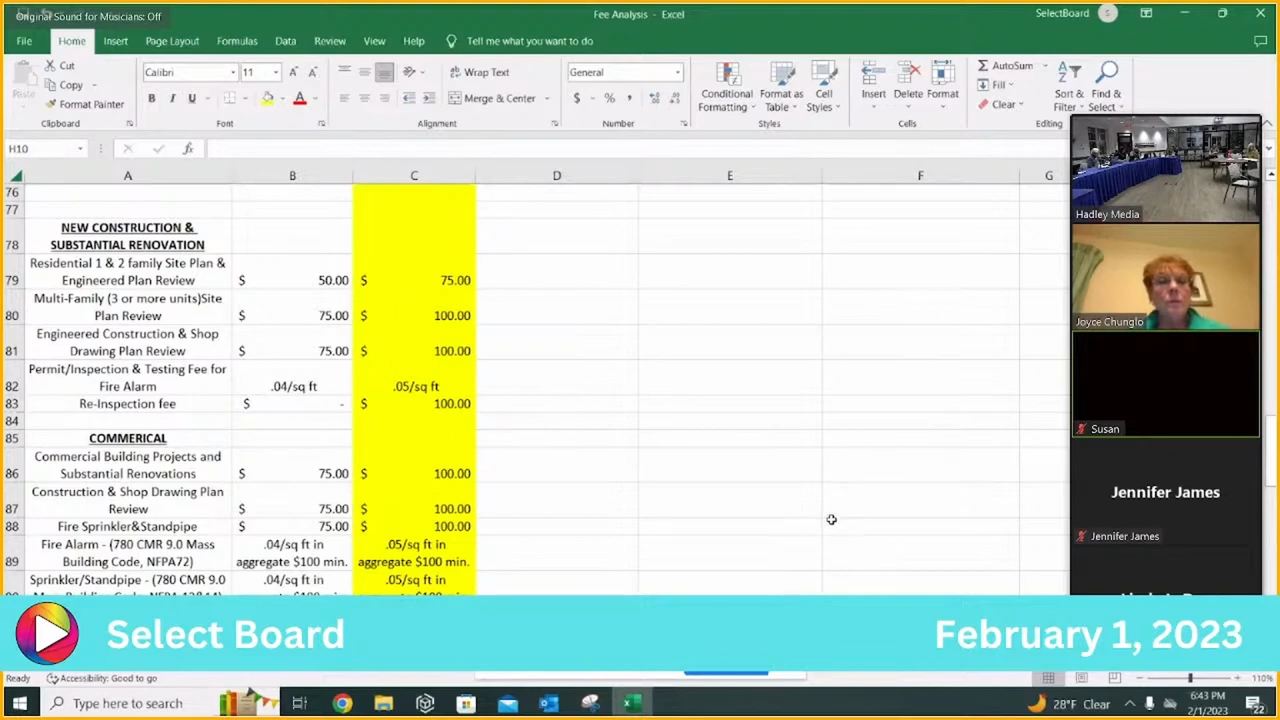 Original Sound for Musicians: Off
Fee Analysis - Excel
SelectBoard
S
File Home Insert Page Layout Formulas Data Review View Help Tell me what you want to do
Cut
Copy
Paste
Format Painter
Clipboard
Calibri 11
B I U
Font
Wrap Text
Merge & Center
Alignment
General
$ % ,
Number
Conditional Formatting
Format as Table
Cell Styles
Styles
Insert Delete Format
Cells
AutoSum
Fill
Clear
Sort & Filter
Find & Select
Editing
H10
fx
A B C D E F G
76
77
NEW CONSTRUCTION &
78 SUBSTANTIAL RENOVATION
Residential 1 & 2 family Site Plan &
79 Engineered Plan Review $ 50.00 $ 75.00
Multi-Family (3 or more units)Site
80 Plan Review $ 75.00 $ 100.00
Engineered Construction & Shop
81 Drawing Plan Review $ 75.00 $ 100.00
Permit/Inspection & Testing Fee for
82 Fire Alarm .04/sq ft .05/sq ft
83 Re-Inspection fee $ - $ 100.00
84
85 COMMERICAL
Commercial Building Projects and
86 Substantial Renovations $ 75.00 $ 100.00
Construction & Shop Drawing Plan
87 Review $ 75.00 $ 100.00
88 Fire Sprinkler&Standpipe $ 75.00 $ 100.00
Fire Alarm - (780 CMR 9.0 Mass .04/sq ft in .05/sq ft in
89 Building Code, NFPA72) aggregate $100 min. aggregate $100 min.
Sprinkler/Standpipe - (780 CMR 9.0 .04/sq ft in .05/sq ft in
Hadley Media
Joyce Chunglo
Susan
Jennifer James
Jennifer James
Select Board
February 1, 2023
Ready Accessibility: Good to go
110%
Type here to search
28°F Clear
6:43 PM
2/1/2023
22